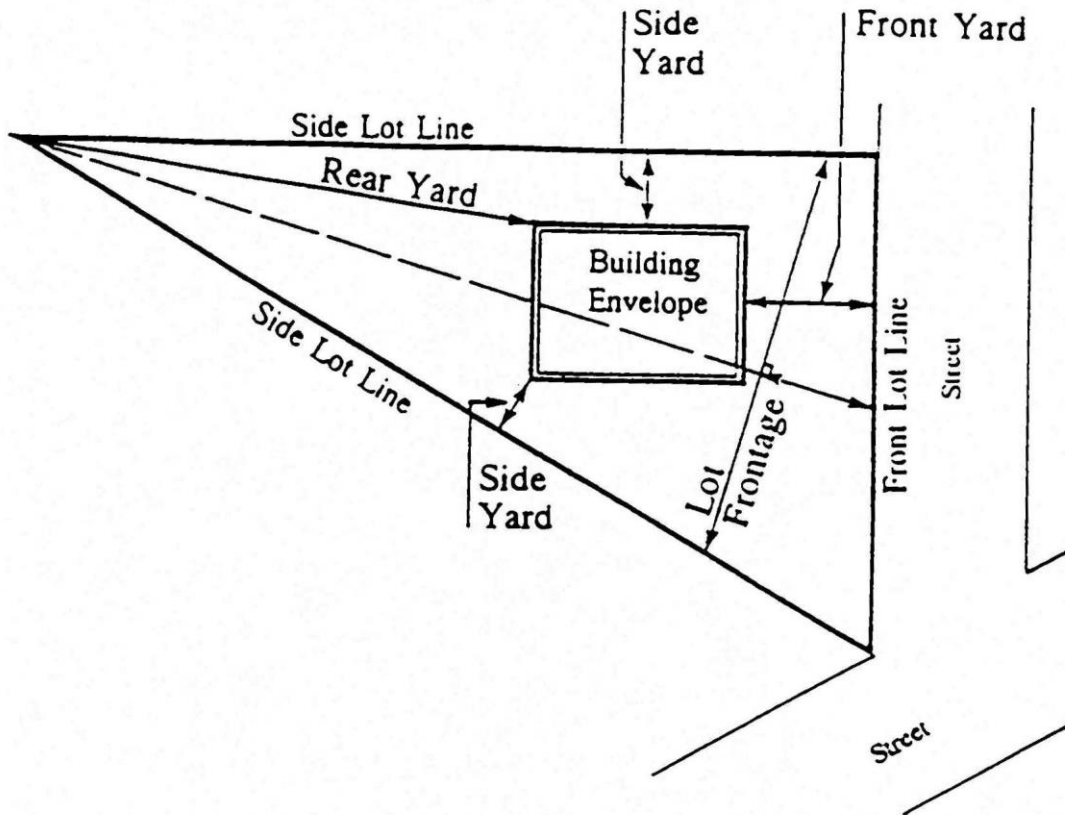 Side
Yard
Front Yard
Side Lot Line
Rear Yard
Building
Envelope
Side Lot Line
Front Lot Line
Street
Lot
Frontage
Side
Yard
Street